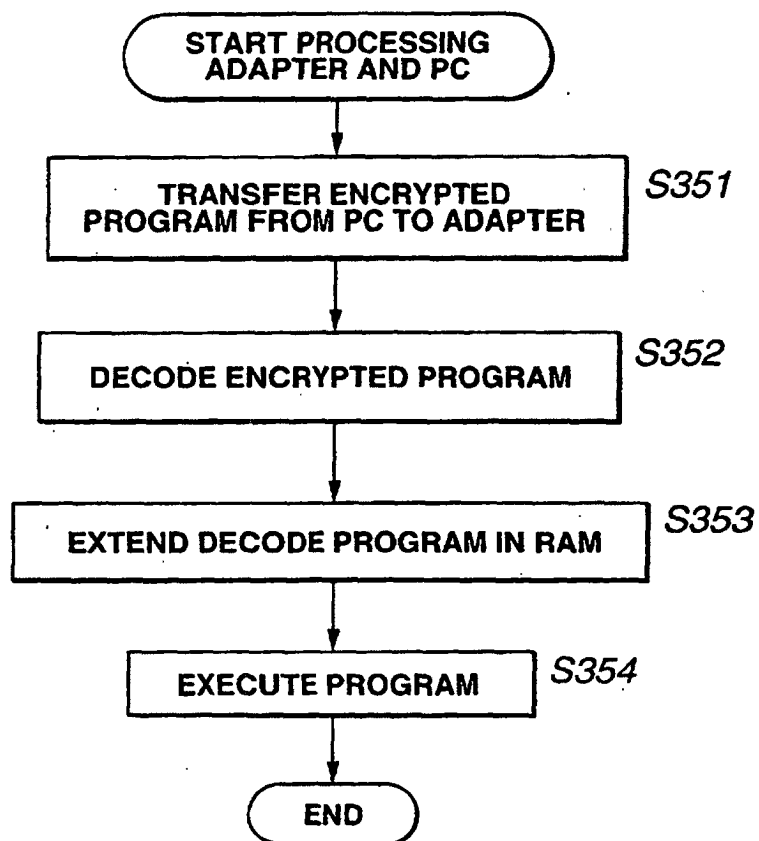 START PROCESSING
ADAPTER AND PC
TRANSFER ENCRYPTED
PROGRAM FROM PC TO ADAPTER
S351
DECODE ENCRYPTED PROGRAM
S352
EXTEND DECODE PROGRAM IN RAM
S353
EXECUTE PROGRAM
S354
END